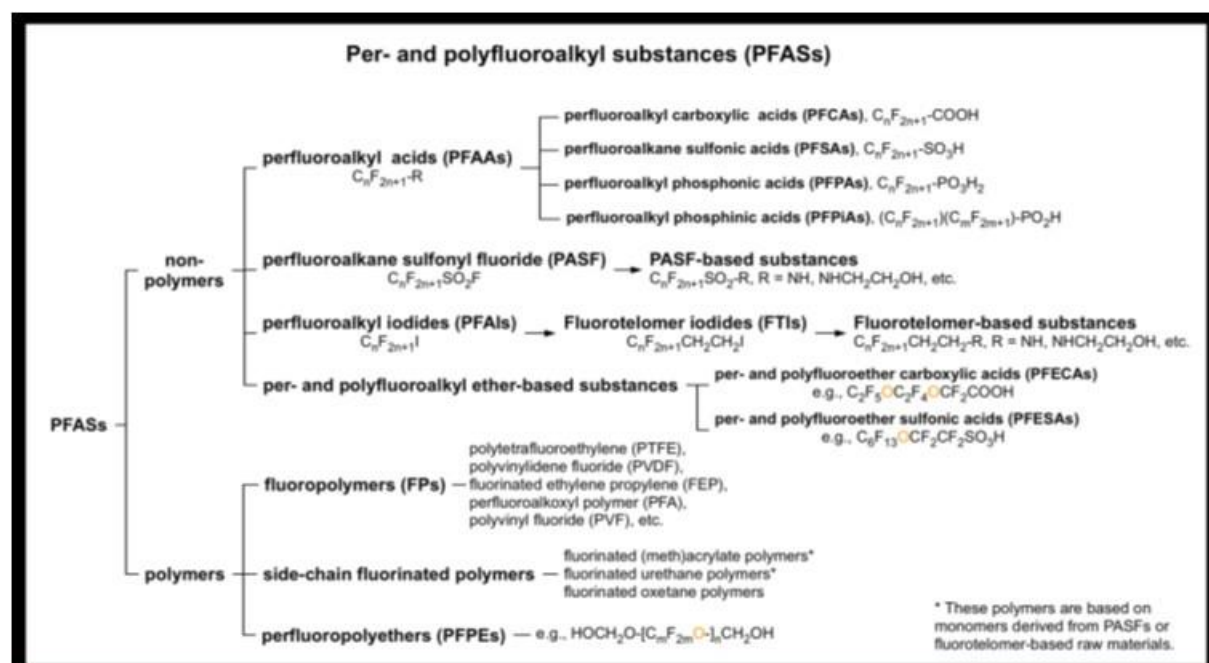 Per- and polyfluoroalkyl substances (PFASs)
perfluoroalkyl carboxylic acids (PFCAs), CₙF₂ₙ₊₁-COOH
perfluoroalkyl acids (PFAAs)
CₙF₂ₙ₊₁-R
perfluoroalkane sulfonic acids (PFSAs), CₙF₂ₙ₊₁-SO₃H
perfluoroalkyl phosphonic acids (PFPAs), CₙF₂ₙ₊₁-PO₃H₂
perfluoroalkyl phosphinic acids (PFPiAs), (CₙF₂ₙ₊₁)(CₘF₂ₘ₊₁)-PO₂H
non-
polymers
perfluoroalkane sulfonyl fluoride (PASF)
CₙF₂ₙ₊₁SO₂F
PASF-based substances
CₙF₂ₙ₊₁SO₂-R, R = NH, NHCH₂CH₂OH, etc.
perfluoroalkyl iodides (PFAIs)
CₙF₂ₙ₊₁I
Fluorotelomer iodides (FTIs)
CₙF₂ₙ₊₁CH₂CH₂I
Fluorotelomer-based substances
CₙF₂ₙ₊₁CH₂CH₂-R, R = NH, NHCH₂CH₂OH, etc.
per- and polyfluoroalkyl ether-based substances
per- and polyfluoroether carboxylic acids (PFECAs)
e.g., C₂F₅OC₂F₄OCF₂COOH
per- and polyfluoroether sulfonic acids (PFESAs)
e.g., C₆F₁₃OCF₂CF₂SO₃H
PFASs
polymers
fluoropolymers (FPs)
polytetrafluoroethylene (PTFE),
polyvinylidene fluoride (PVDF),
fluorinated ethylene propylene (FEP),
perfluoroalkoxyl polymer (PFA),
polyvinyl fluoride (PVF), etc.
side-chain fluorinated polymers
fluorinated (meth)acrylate polymers*
fluorinated urethane polymers*
fluorinated oxetane polymers
perfluoropolyethers (PFPEs)
e.g., HOCH₂O-[CₘF₂ₘO-]ₙCH₂OH
* These polymers are based on
monomers derived from PASFs or
fluorotelomer-based raw materials.